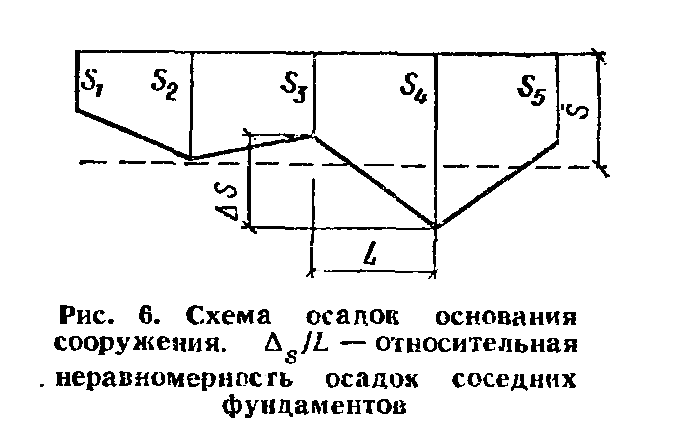 S₁ S₂ S₃ S₄ S₅ S̄
ΔS
L
Рис. 6. Схема осадок основания
сооружения. Δₛ/L — относительная
неравномерность осадок соседних
фундаментов